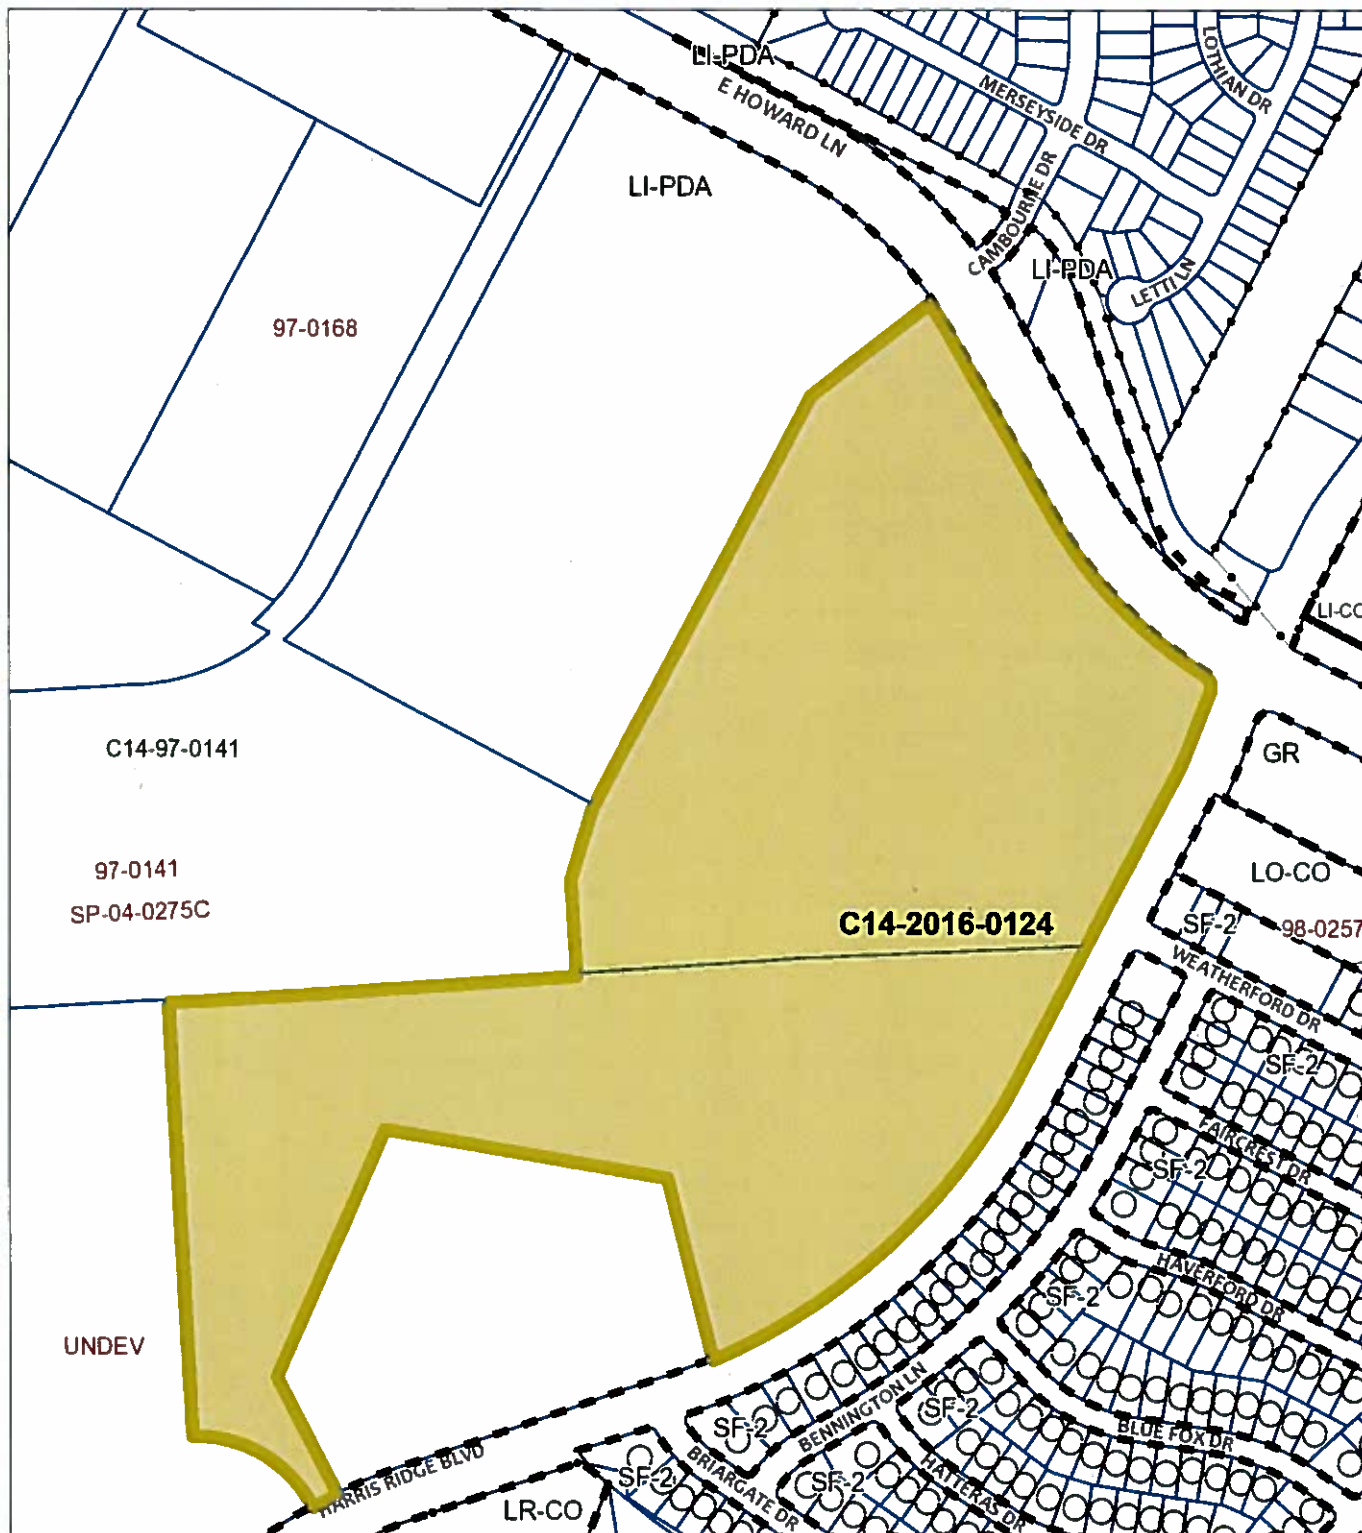 LI-PDA
E HOWARD LN
MERSEYSIDE DR
LOTHIAN DR
LI-PDA
CAMBOURNE DR
LI-PDA
LETTI LN
97-0168
LI-CO
C14-97-0141
GR
97-0141
SP-04-0275C
LO-CO
C14-2016-0124
SF-2
98-0257
WEATHERFORD DR
SF-2
FAIRCREST DR
SF-2
HAVERFORD DR
SF-2
UNDEV
BENNINGTON LN
SF-2
SF-2
BLUE FOX DR
HARRIS RIDGE BLVD
SF-2
BRIARGATE DR
SF-2
HATTERAS DR
LR-CO